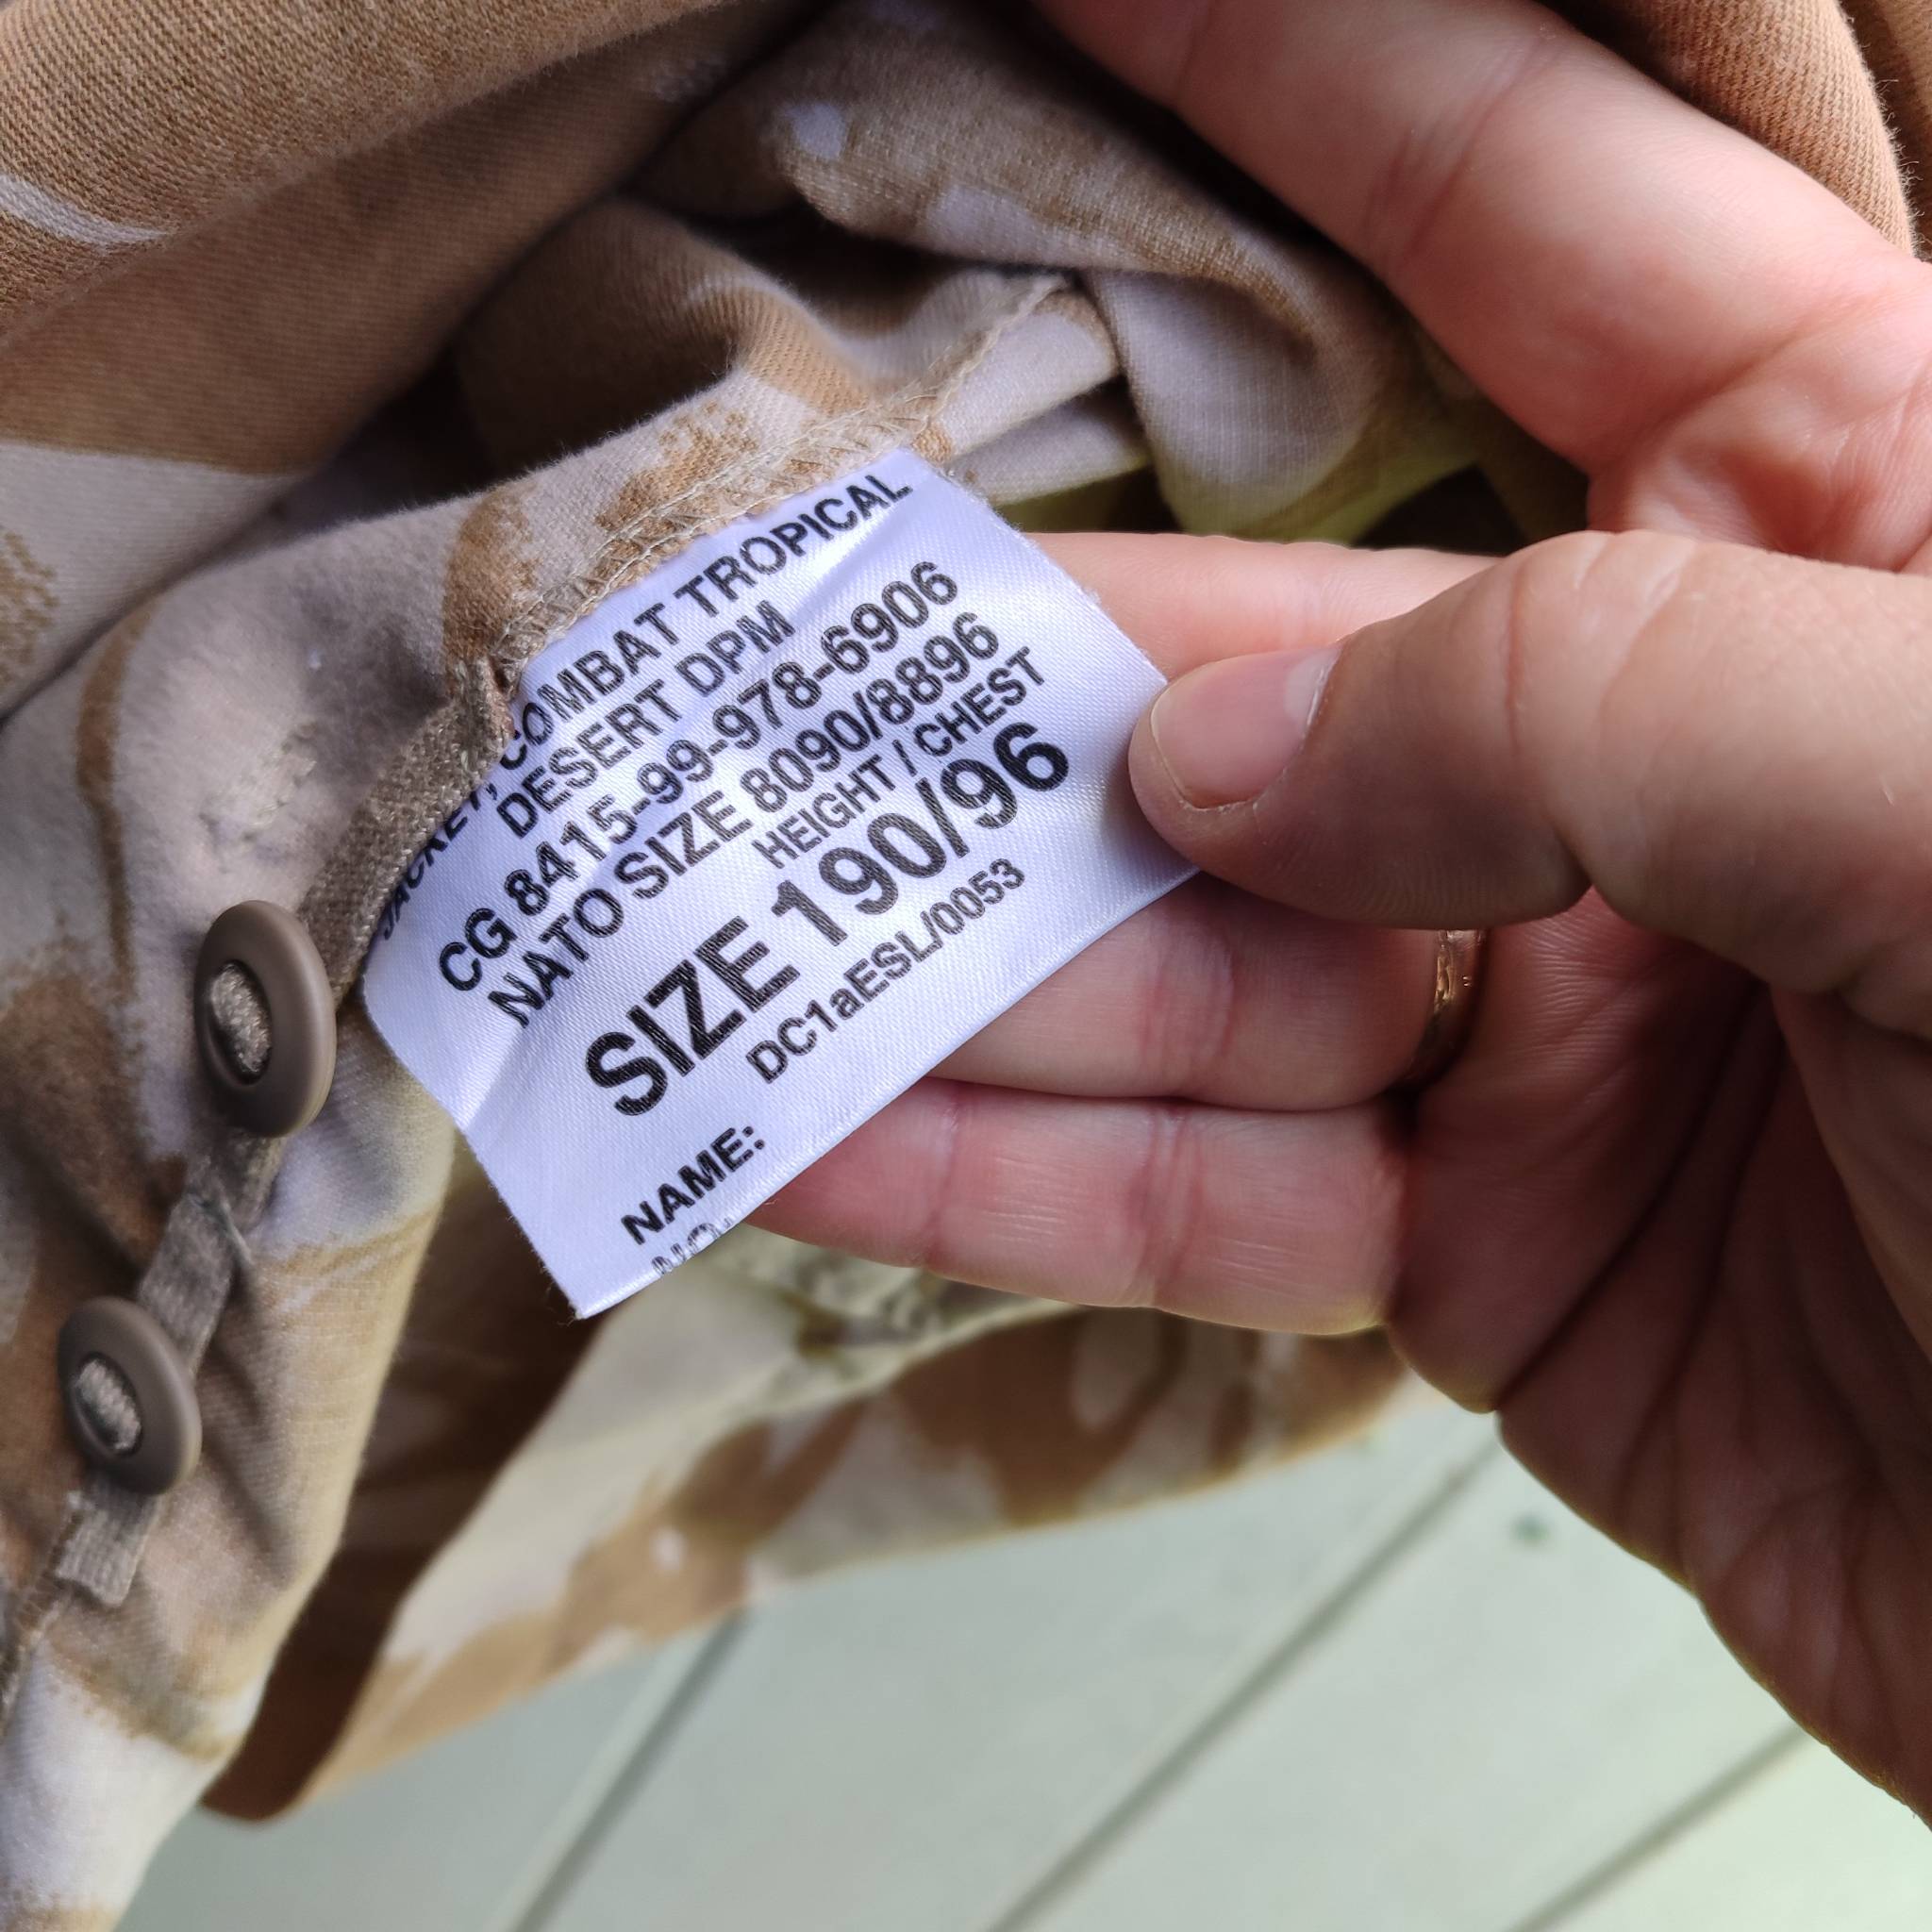 JACKET, COMBAT TROPICAL
DESERT DPM
CG 8415-99-978-6906
NATO SIZE 8090/8896
HEIGHT / CHEST
SIZE 190/96
DC1aESL/0053
NAME: